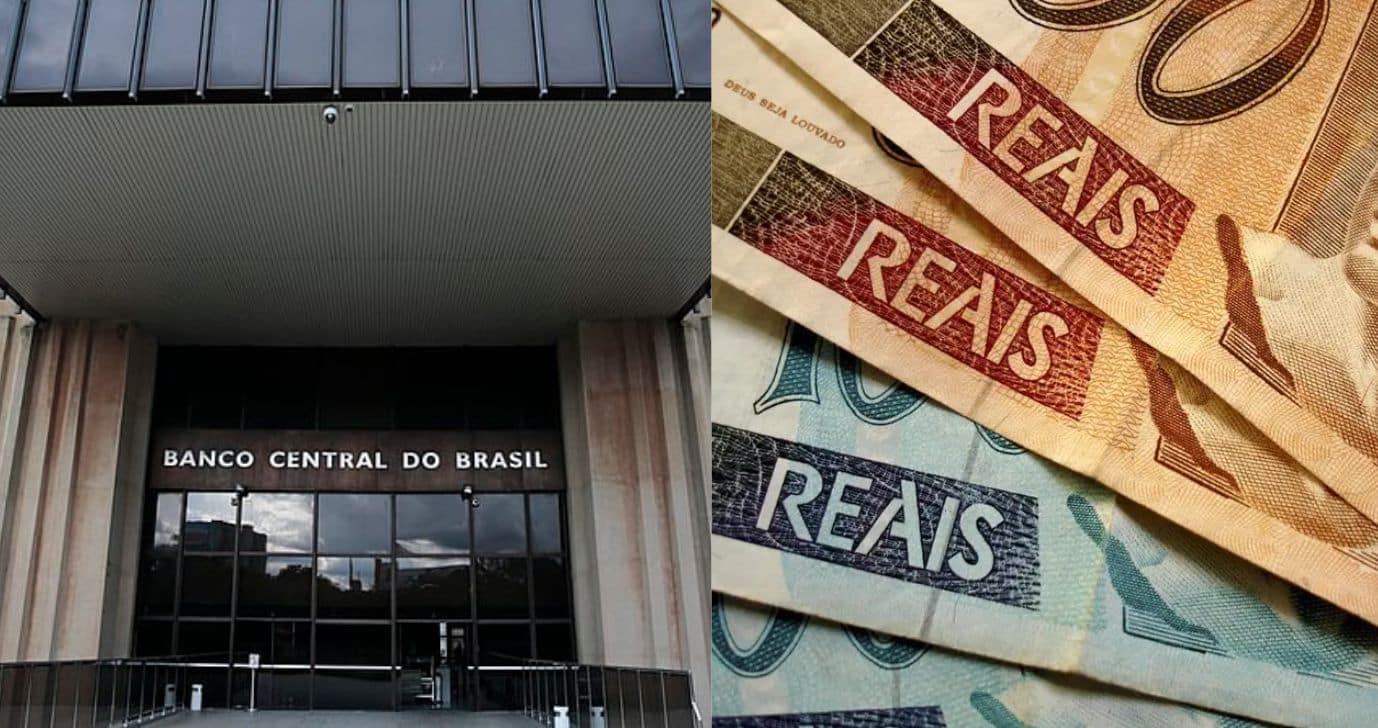 BANCO CENTRAL DO BRASIL
DEUS SEJA LOUVADO
REAIS
REAIS
REAIS